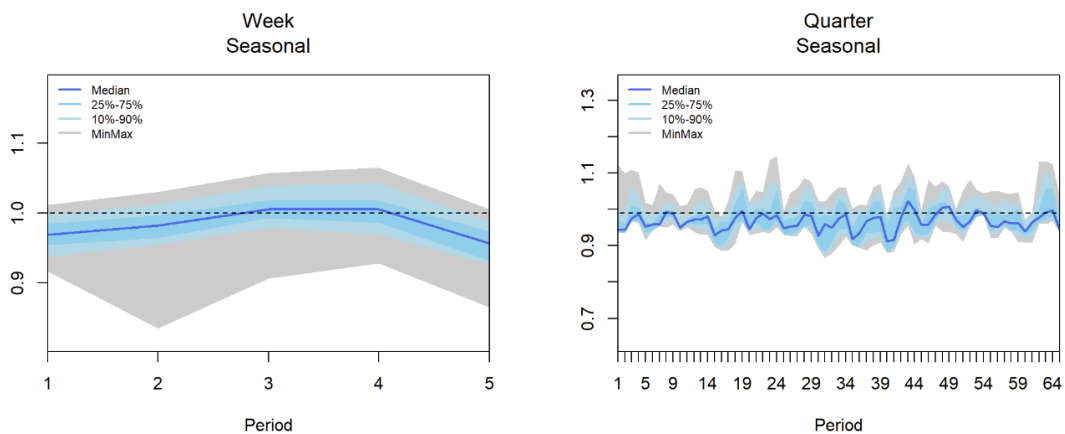 Week
Seasonal
Median
25%-75%
10%-90%
MinMax
1.1
1.0
0.9
1 2 3 4 5
Period
Quarter
Seasonal
Median
25%-75%
10%-90%
MinMax
1.3
1.1
0.9
0.7
1 5 9 14 19 24 29 34 39 44 49 54 59 64
Period